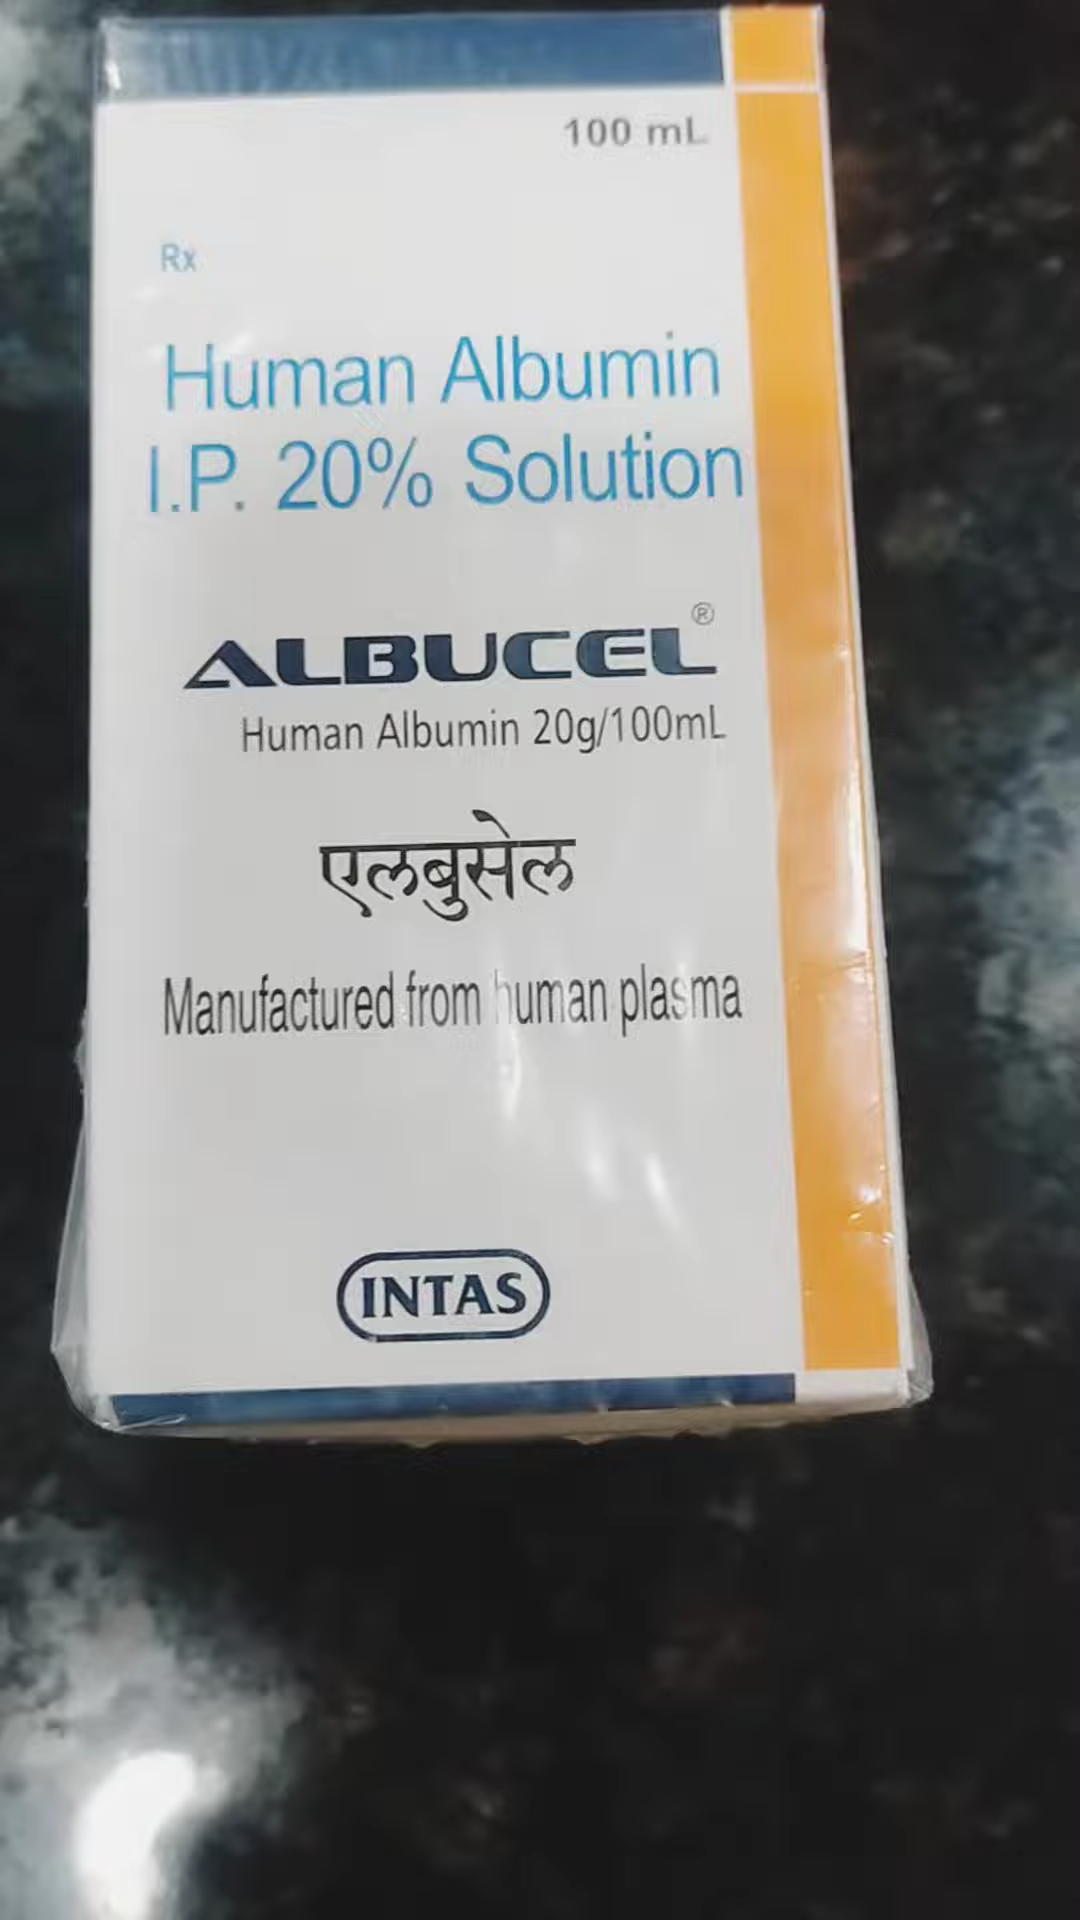 100 mL
Rx
Human Albumin
I.P. 20% Solution
ALBUCEL®
Human Albumin 20g/100mL
एलबुसेल
Manufactured from human plasma
INTAS